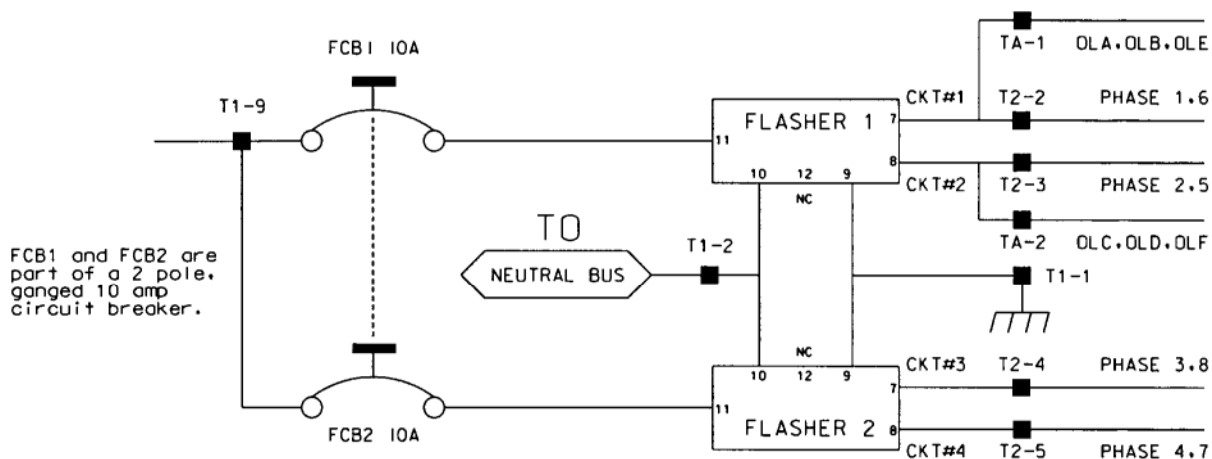 TA-1 OLA.OLB.OLE
FCB1 10A
T1-9
CKT#1 T2-2 PHASE 1.6
FLASHER 1
11
7
8
10 12 9
NC
CKT#2 T2-3 PHASE 2.5
TA-2 OLC.OLD.OLF
TO
NEUTRAL BUS
T1-2
T1-1
FCB1 and FCB2 are
part of a 2 pole.
ganged 10 amp
circuit breaker.
NC
10 12 9
CKT#3 T2-4 PHASE 3.8
7
11
FLASHER 2
8
FCB2 10A
CKT#4 T2-5 PHASE 4.7